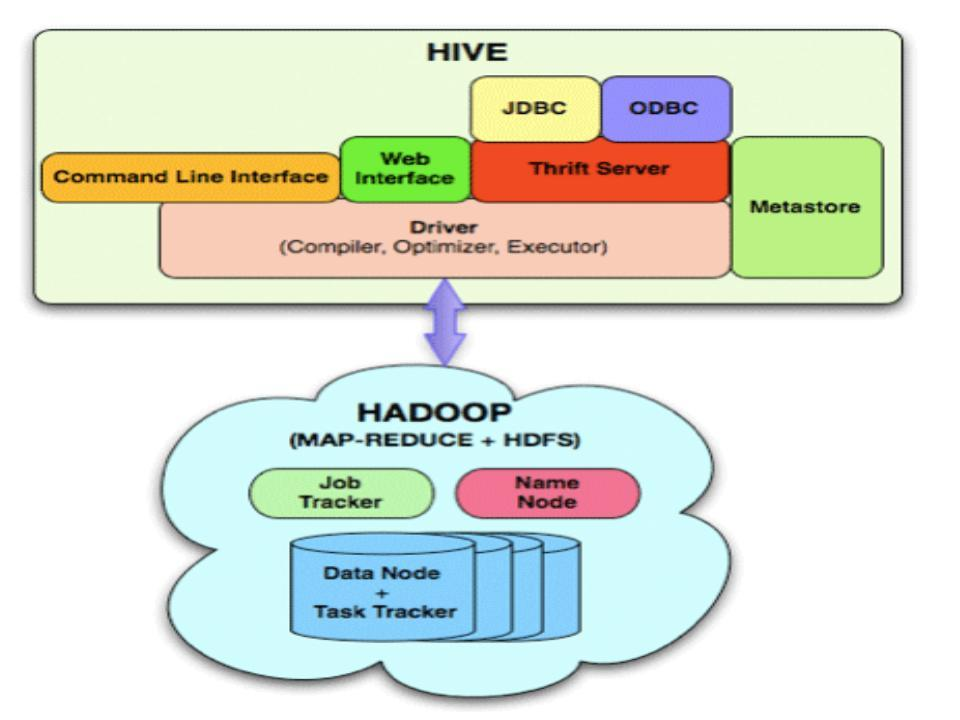 HIVE
JDBC
ODBC
Command Line Interface
Web
Interface
Thrift Server
Metastore
Driver
(Compiler, Optimizer, Executor)
HADOOP
(MAP-REDUCE + HDFS)
Job
Tracker
Name
Node
Data Node
+
Task Tracker